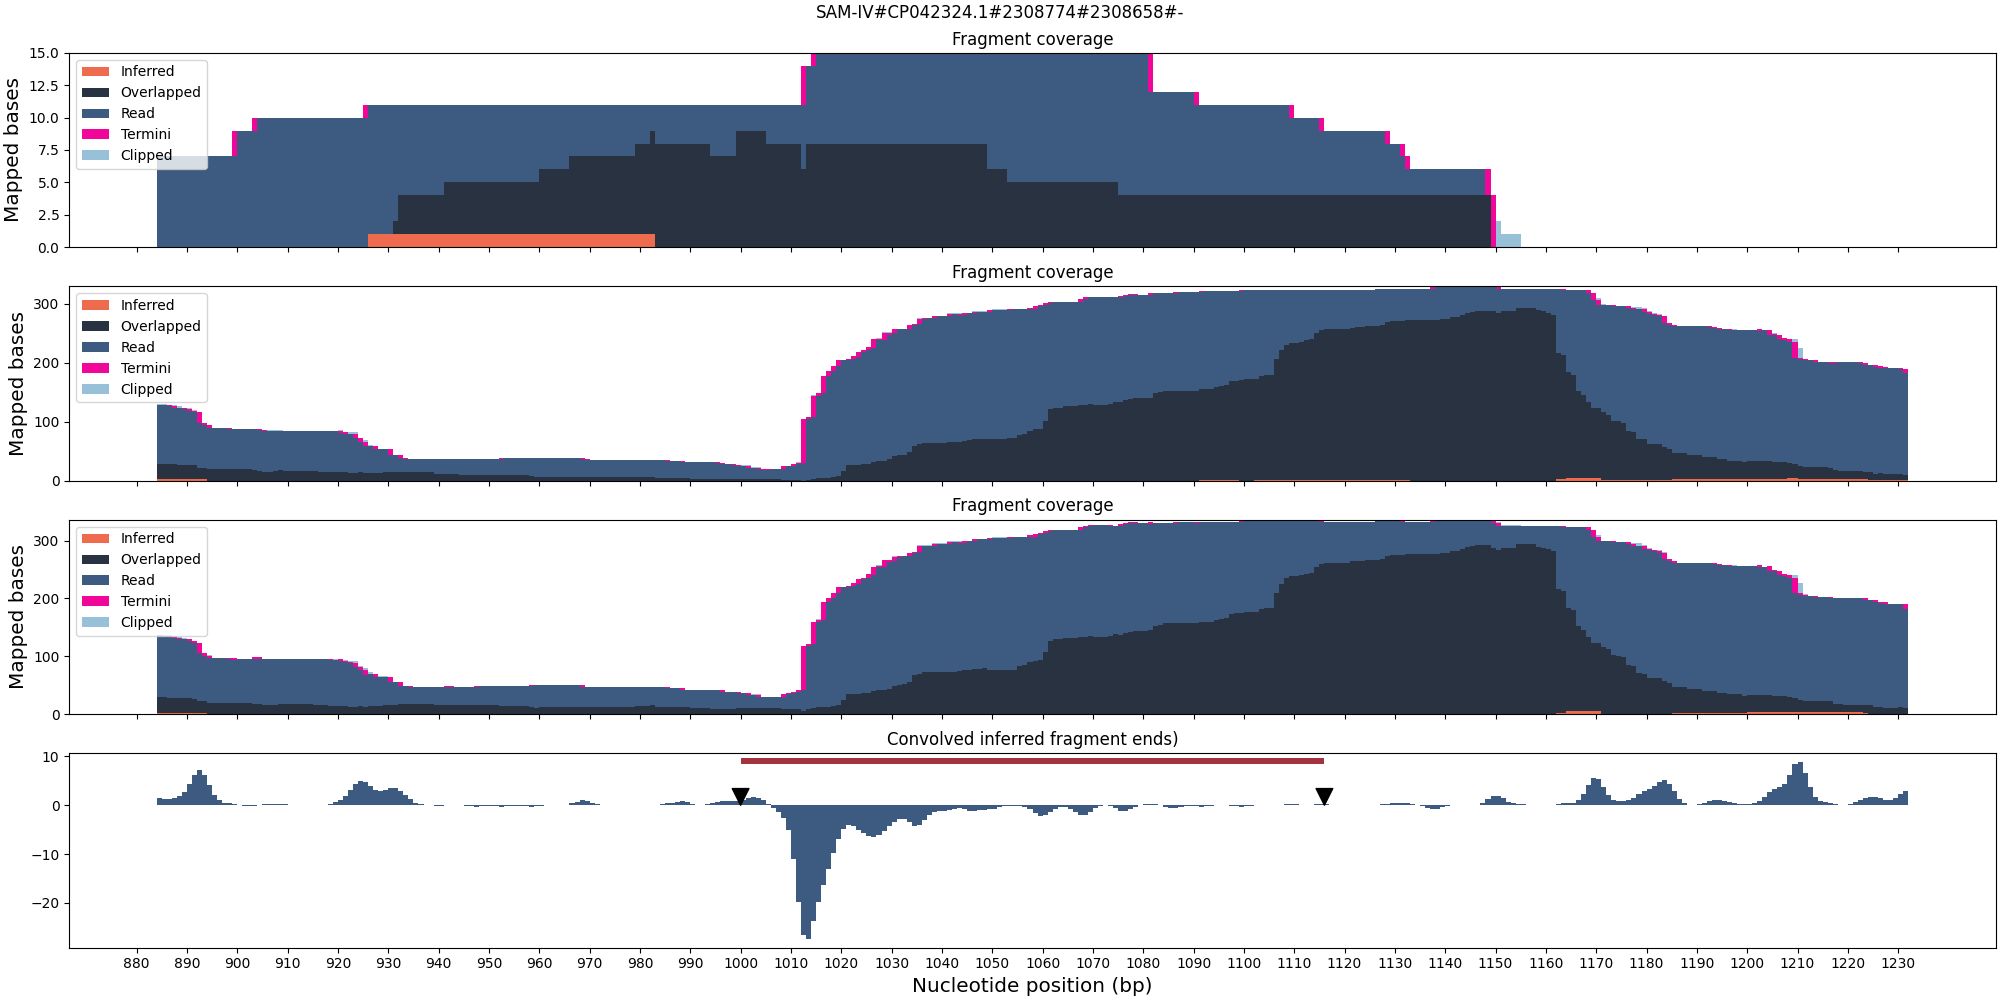 SAM-IV#CP042324.1#2308774#2308658#-
Fragment coverage
Mapped bases
15.0
12.5
10.0
7.5
5.0
2.5
0.0
Inferred
Overlapped
Read
Termini
Clipped
Fragment coverage
Mapped bases
300
200
100
0
Inferred
Overlapped
Read
Termini
Clipped
Fragment coverage
Mapped bases
300
200
100
0
Inferred
Overlapped
Read
Termini
Clipped
Convolved inferred fragment ends)
10
0
−10
−20
880 890 900 910 920 930 940 950 960 970 980 990 1000 1010 1020 1030 1040 1050 1060 1070 1080 1090 1100 1110 1120 1130 1140 1150 1160 1170 1180 1190 1200 1210 1220 1230
Nucleotide position (bp)